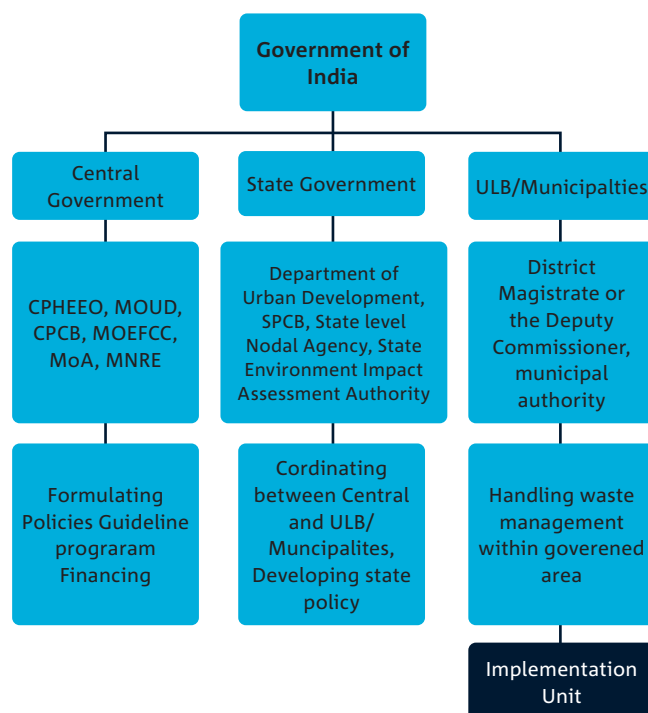 Government of
India
Central
Government
State Government
ULB/Municipalties
CPHEEO, MOUD,
CPCB, MOEFCC,
MoA, MNRE
Department of
Urban Development,
SPCB, State level
Nodal Agency, State
Environment Impact
Assessment Authority
District
Magistrate or
the Deputy
Commissioner,
municipal
authority
Formulating
Policies Guideline
prograram
Financing
Cordinating
between Central
and ULB/
Muncipalites,
Developing state
policy
Handling waste
management
within goverened
area
Implementation
Unit